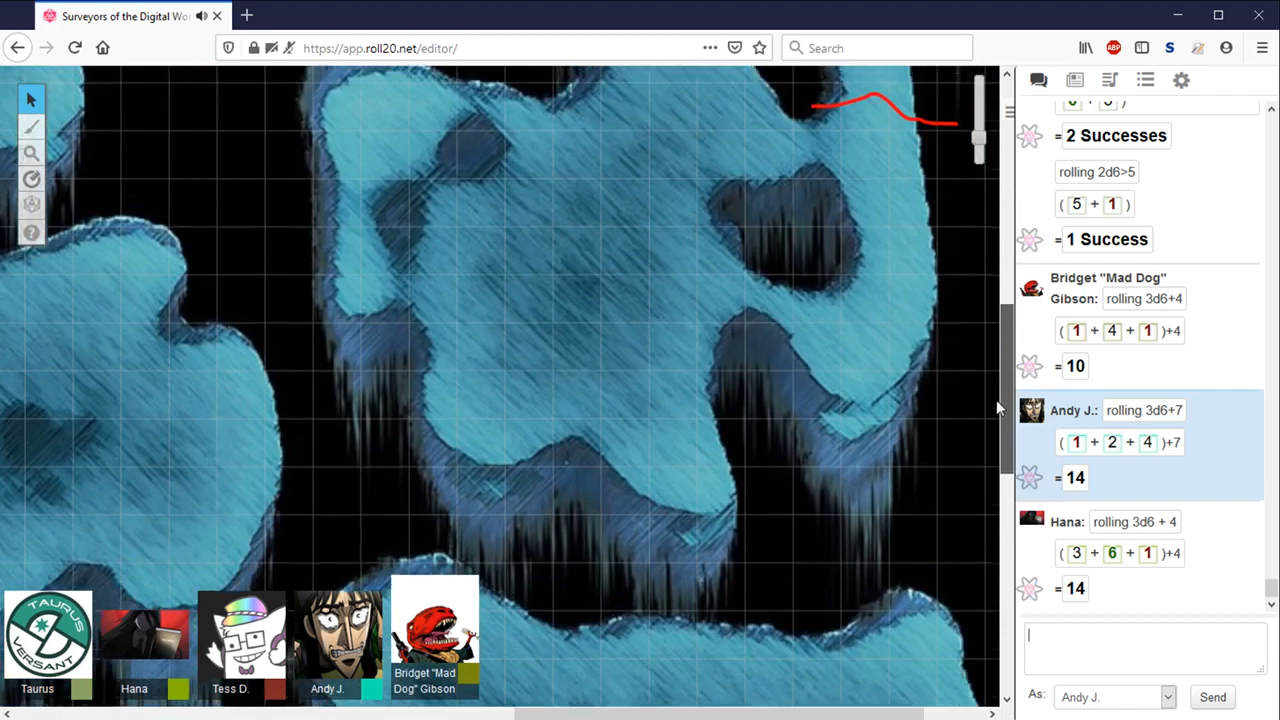 Surveyors of the Digital Wor
https://app.roll20.net/editor/
Search
ABP
S
= 2 Successes
rolling 2d6>5
( 5 + 1 )
= 1 Success
Bridget "Mad Dog"
Gibson: rolling 3d6+4
( 1 + 4 + 1 )+4
= 10
Andy J.: rolling 3d6+7
( 1 + 2 + 4 )+7
= 14
Hana: rolling 3d6 + 4
( 3 + 6 + 1 )+4
= 14
TAURUS
VERSANT
Taurus
Hana
Tess D.
Andy J.
Bridget "Mad
Dog" Gibson
As: Andy J. Send